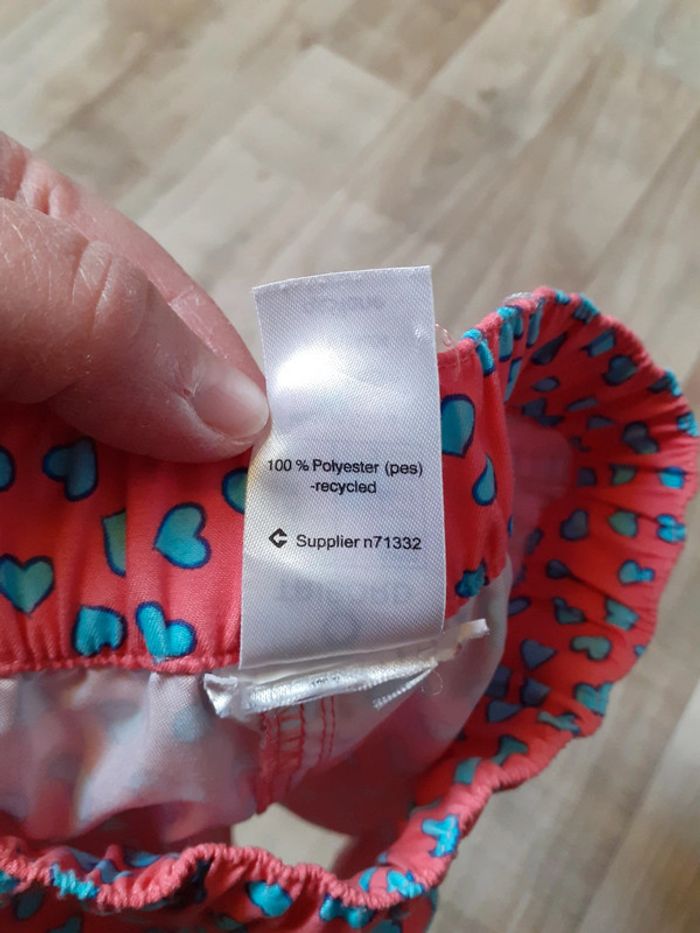 100 % Polyester (pes)
-recycled
Supplier n71332